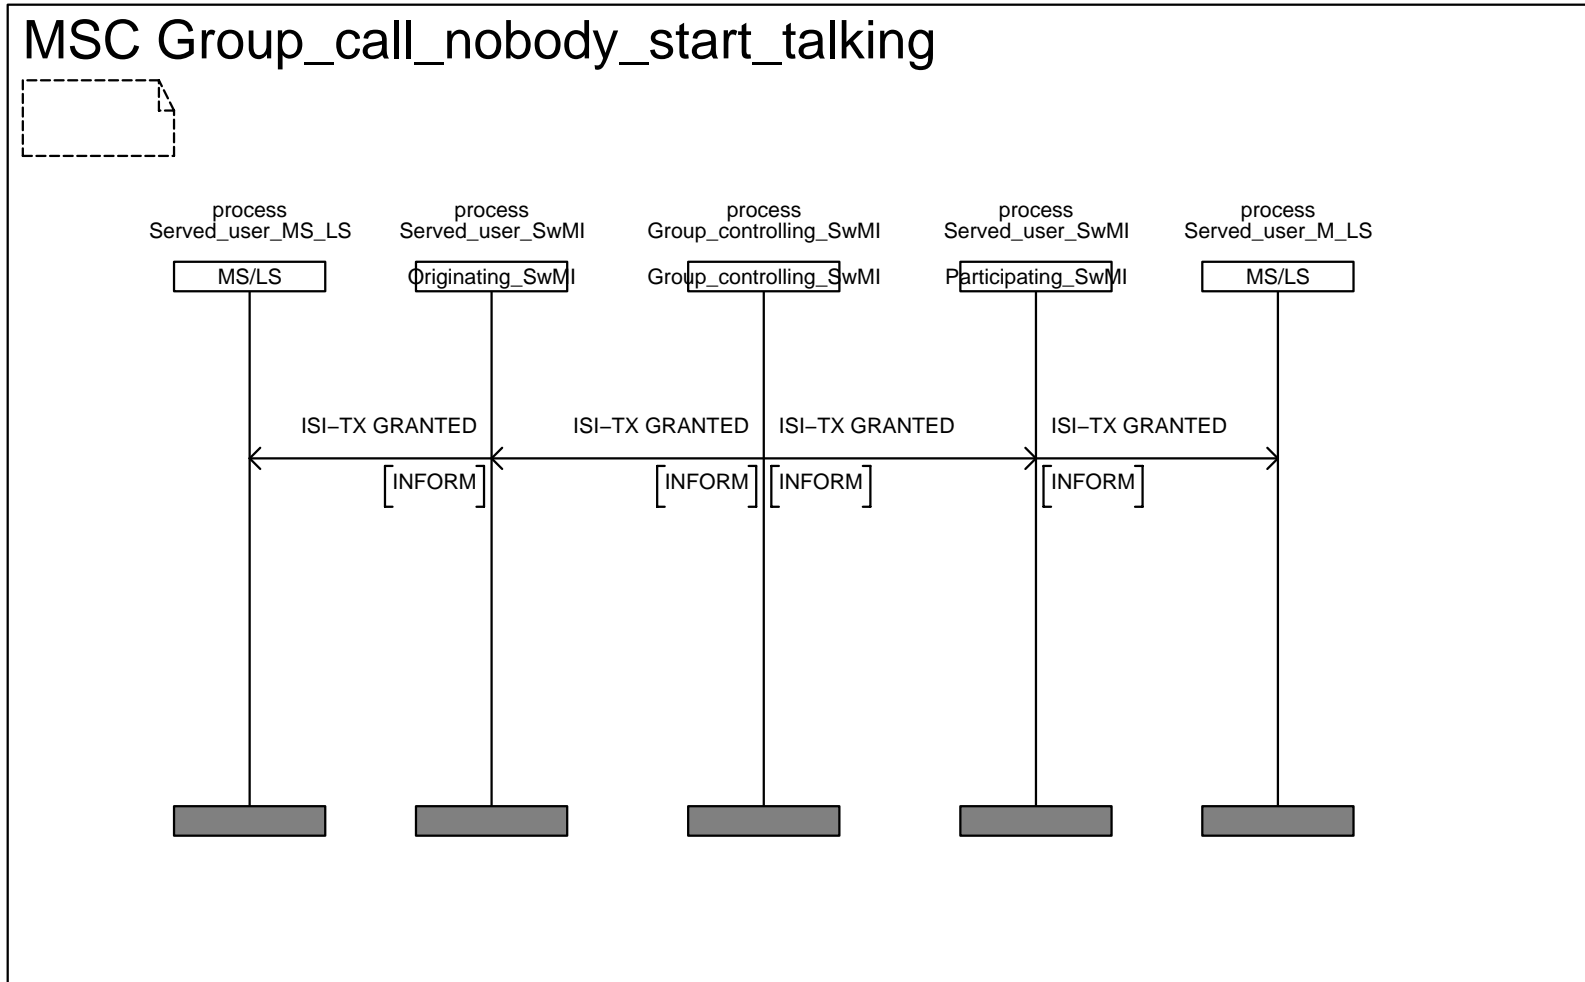 MSC Group_call_nobody_start_talking
process process process process process
Served_user_MS_LS Served_user_SwMI Group_controlling_SwMI Served_user_SwMI Served_user_M_LS
MS/LS Originating_SwMI Group_controlling_SwMI Participating_SwMI MS/LS
ISI–TX GRANTED ISI–TX GRANTED ISI–TX GRANTED ISI–TX GRANTED
INFORM INFORM INFORM INFORM